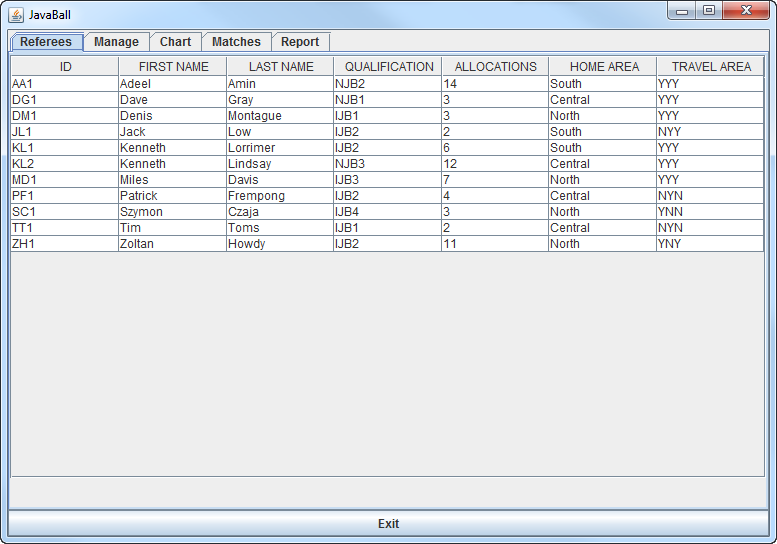 JavaBall
Referees Manage Chart Matches Report
ID FIRST NAME LAST NAME QUALIFICATION ALLOCATIONS HOME AREA TRAVEL AREA
AA1 Adeel Amin NJB2 14 South YYY
DG1 Dave Gray NJB1 3 Central YYY
DM1 Denis Montague IJB1 3 North YYY
JL1 Jack Low IJB2 2 South NYY
KL1 Kenneth Lorrimer IJB2 6 South YYY
KL2 Kenneth Lindsay NJB3 12 Central YYY
MD1 Miles Davis IJB3 7 North YYY
PF1 Patrick Frempong IJB2 4 Central NYN
SC1 Szymon Czaja IJB4 3 North YNN
TT1 Tim Toms IJB1 2 Central NYN
ZH1 Zoltan Howdy IJB2 11 North YNY
Exit